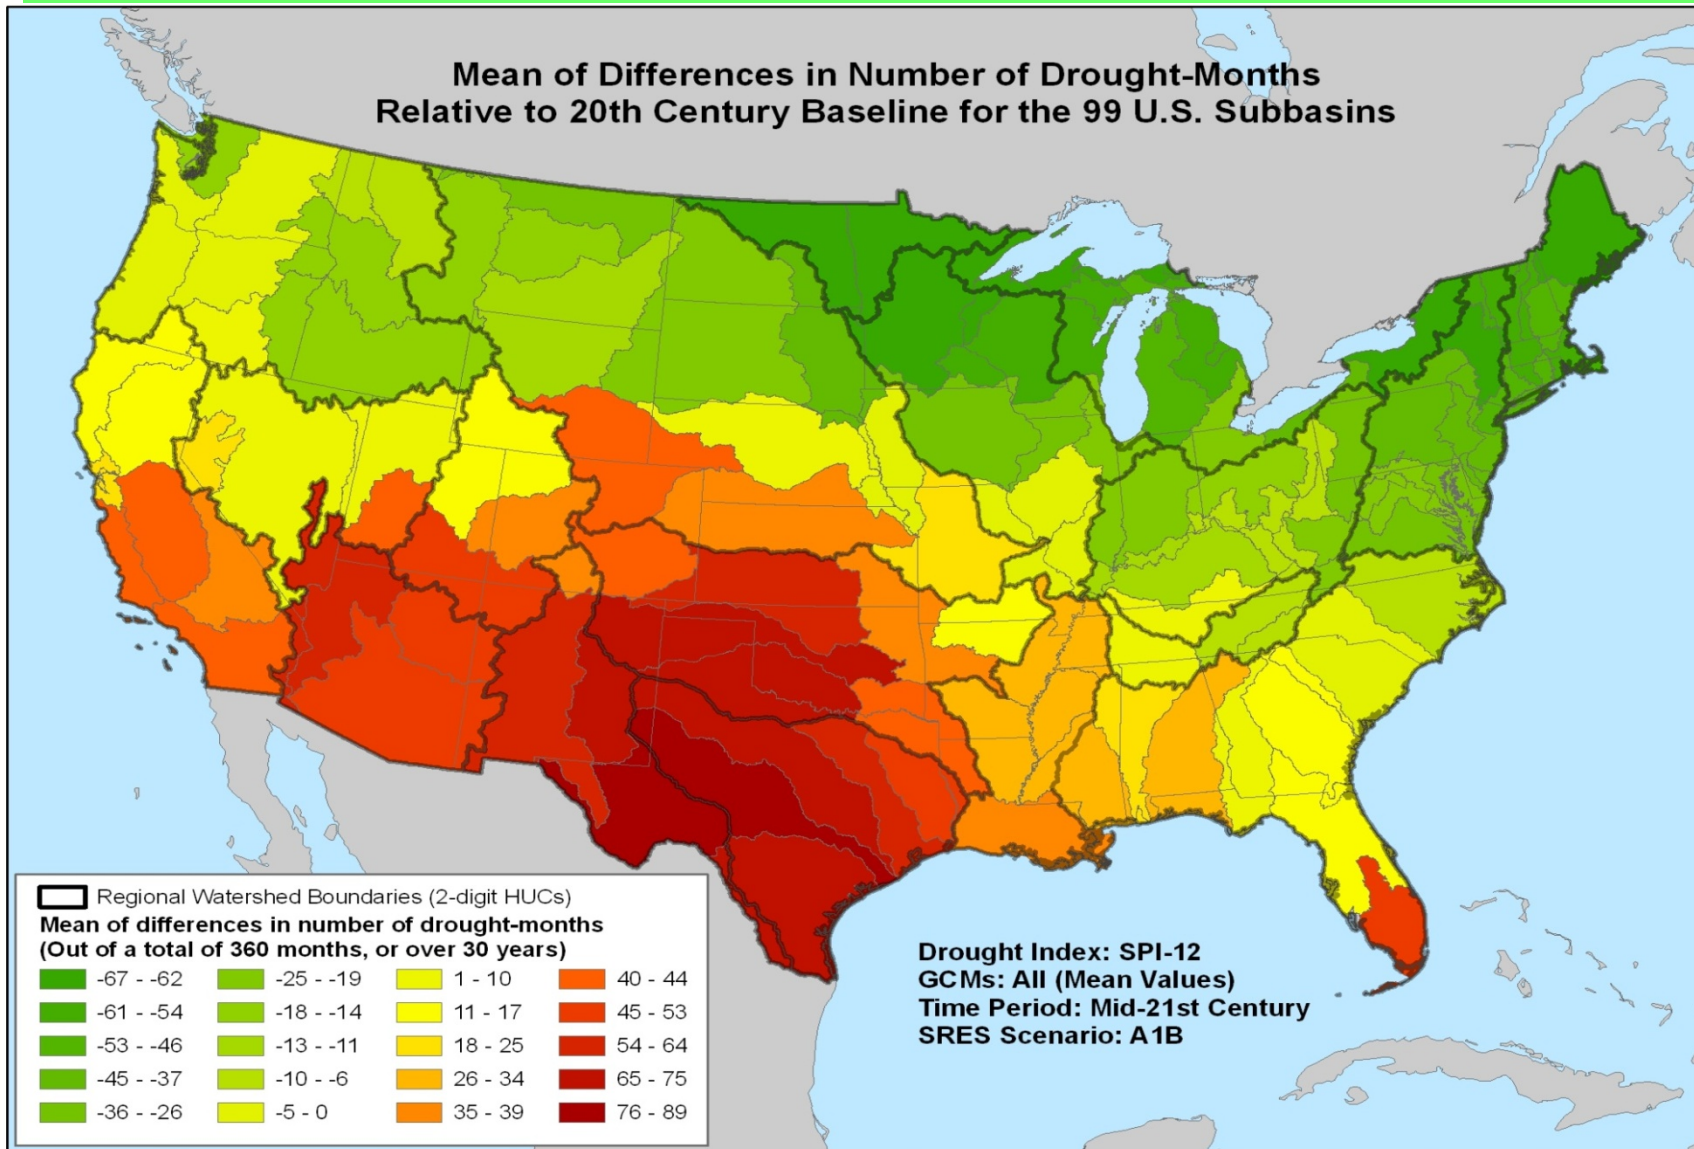 Mean of Differences in Number of Drought-Months
Relative to 20th Century Baseline for the 99 U.S. Subbasins
Regional Watershed Boundaries (2-digit HUCs)
Mean of differences in number of drought-months
(Out of a total of 360 months, or over 30 years)
-67 - -62
-61 - -54
-53 - -46
-45 - -37
-36 - -26
-25 - -19
-18 - -14
-13 - -11
-10 - -6
-5 - 0
1 - 10
11 - 17
18 - 25
26 - 34
35 - 39
40 - 44
45 - 53
54 - 64
65 - 75
76 - 89
Drought Index: SPI-12
GCMs: All (Mean Values)
Time Period: Mid-21st Century
SRES Scenario: A1B